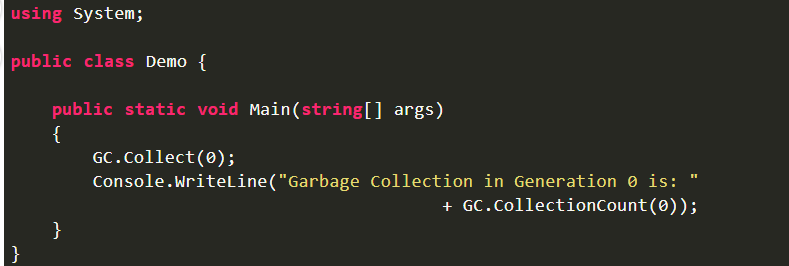 using System;
public class Demo {
public static void Main(string[] args)
{
GC.Collect(0);
Console.WriteLine("Garbage Collection in Generation 0 is: "
+ GC.CollectionCount(0));
}
}